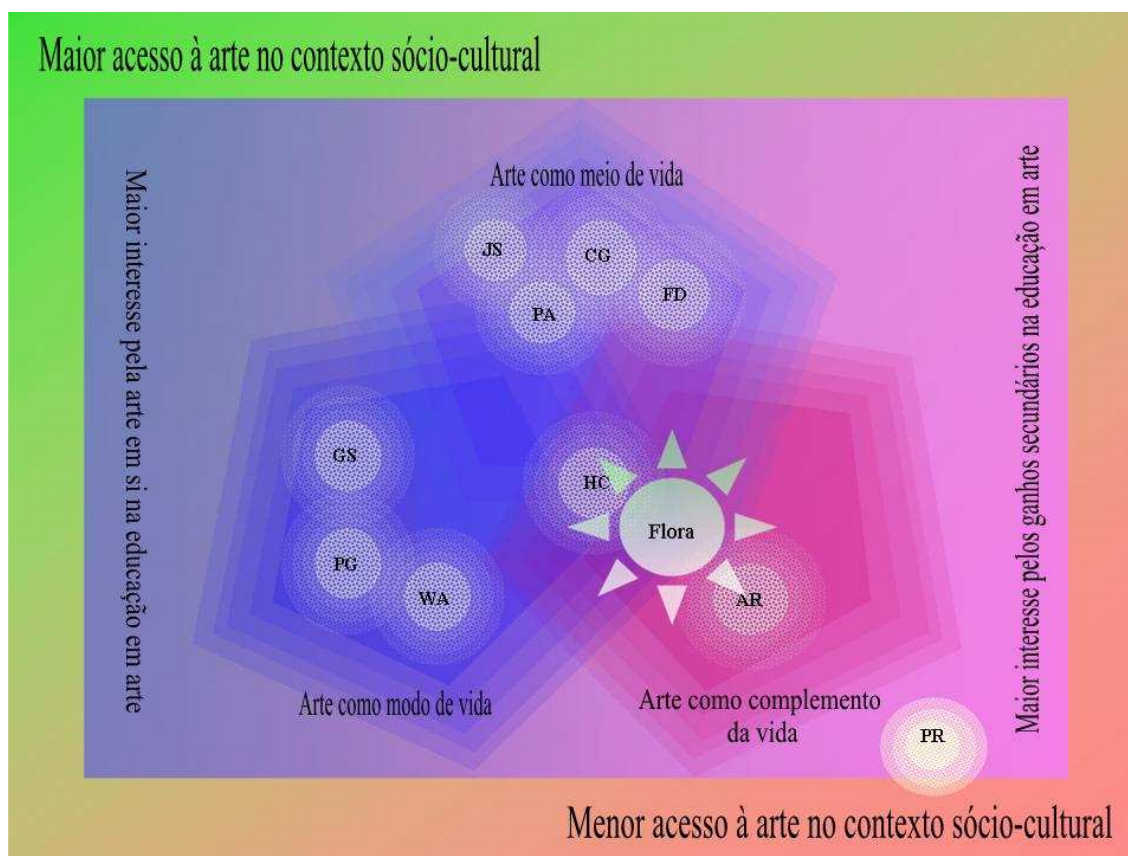 Maior acesso à arte no contexto sócio-cultural
Maior interesse pela arte em si na educação em arte
Arte como meio de vida
JS
CG
PA
FD
Maior interesse pelos ganhos secundários na educação em arte
GS
HC
Flora
PG
WA
AR
Arte como modo de vida
Arte como complemento
da vida
PR
Menor acesso à arte no contexto sócio-cultural